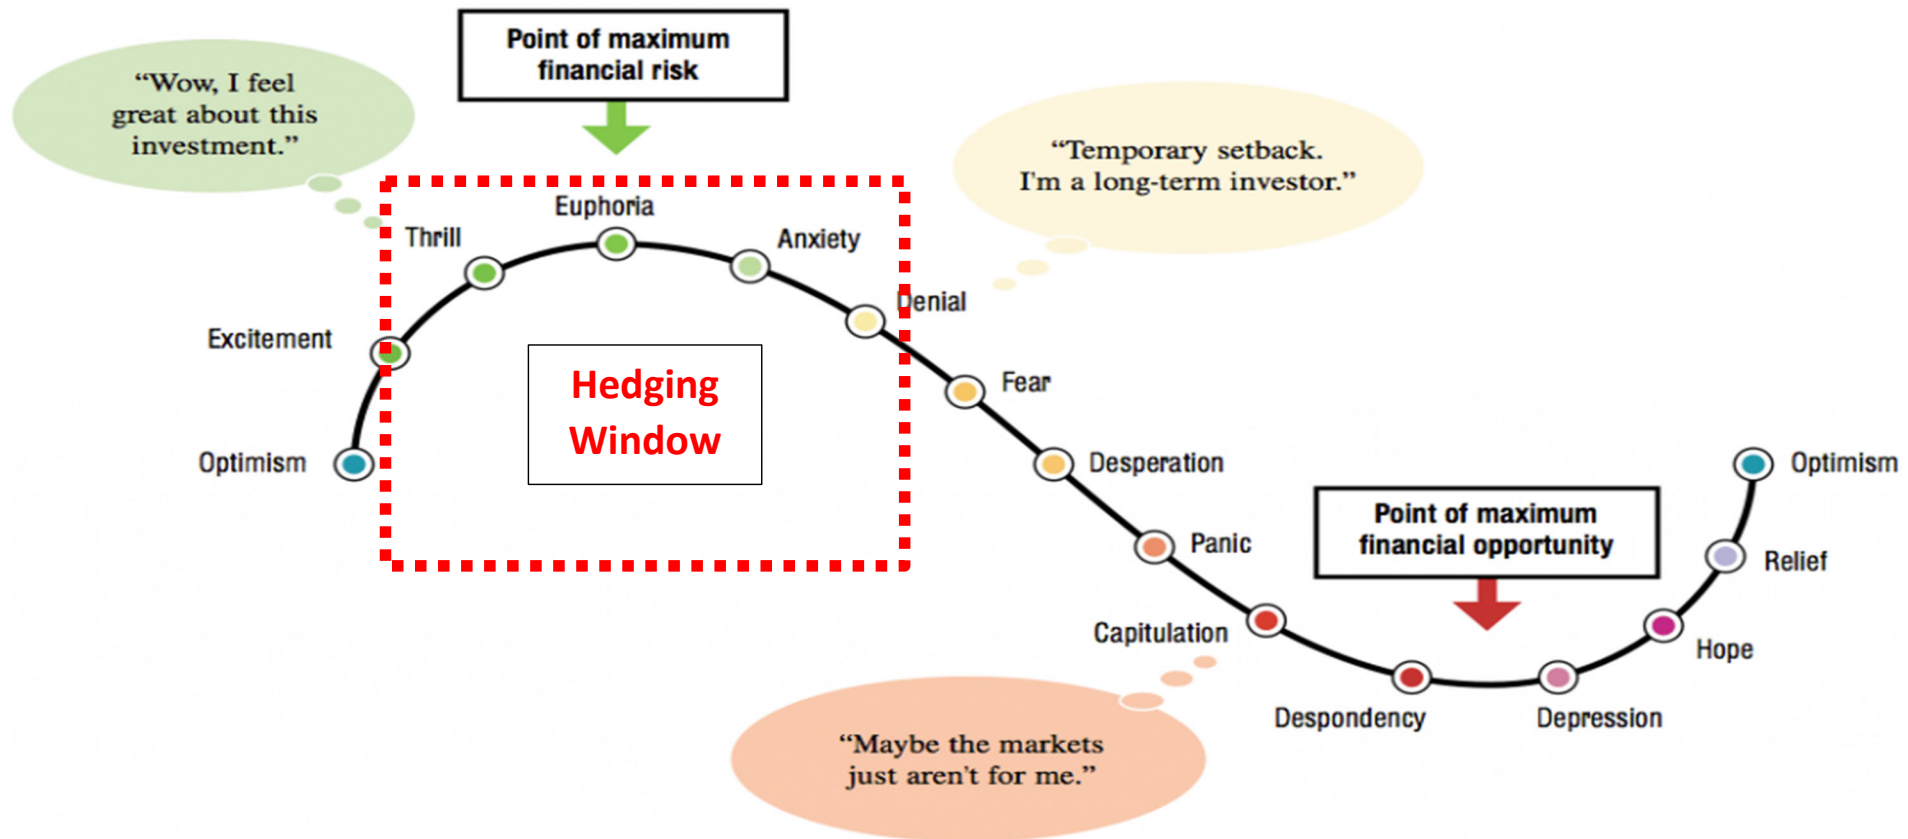 Point of maximum
financial risk
“Wow, I feel
great about this
investment.”
“Temporary setback.
I'm a long-term investor.”
Euphoria
Thrill
Anxiety
Denial
Excitement
Hedging
Window
Fear
Optimism
Desperation
Optimism
Point of maximum
financial opportunity
Panic
Relief
Capitulation
Hope
Despondency
Depression
“Maybe the markets
just aren't for me.”